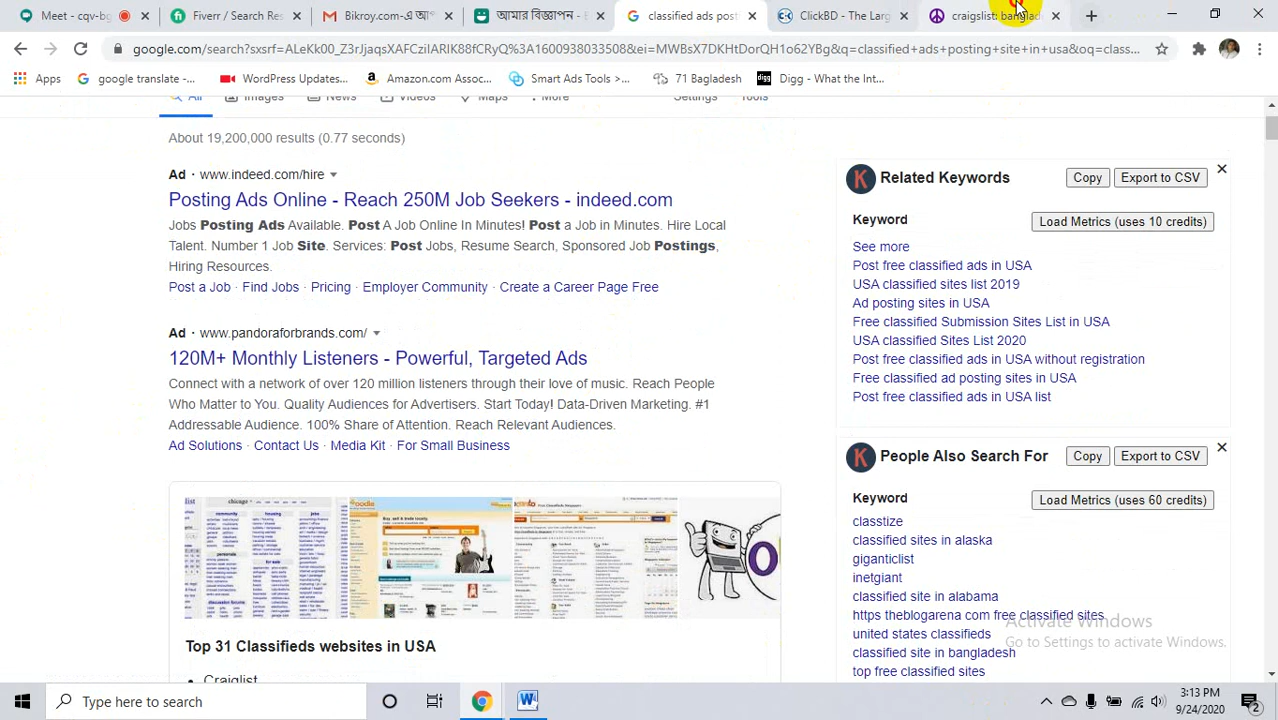 Meet - cq-bg
Fiverr / In
Bikroy.com-এ আপ
আমার বিজ্ঞাপন -
classified ads post
ClickBD - The Larg
craigslist: banglad
google.com/search?sxsrf=ALeKk00_Z3rJjaqsXAFCziIARIK88fCRyQ%3A1600938033508&ei=MWBsX7DKHtDorQH1o62YBg&q=classified+ads+posting+site+in+usa&oq=class...
Apps
google translate -...
WordPress Updates...
Amazon.com-Assoc...
Smart Ads Tools >...
71 Bagladesh
Digg - What the Int...
All
Images
News
Videos
Maps
More
Settings
Tools
About 19,200,000 results (0.77 seconds)
Ad · www.indeed.com/hire
Posting Ads Online - Reach 250M Job Seekers - indeed.com
Jobs Posting Ads Available. Post A Job Online In Minutes! Post a Job in Minutes. Hire Local
Talent. Number 1 Job Site. Services: Post Jobs, Resume Search, Sponsored Job Postings,
Hiring Resources.
Post a Job · Find Jobs · Pricing · Employer Community · Create a Career Page Free
Ad · www.pandoraforbrands.com/
120M+ Monthly Listeners - Powerful, Targeted Ads
Connect with a network of over 120 million listeners through their love of music. Reach People
Who Matter to You. Quality Audiences for Advertisers. Start Today! Data-Driven Marketing. #1
Addressable Audience. 100% Share of Attention. Reach Relevant Audiences.
Ad Solutions · Contact Us · Media Kit · For Small Business
Top 31 Classifieds websites in USA
Craiglist
Related Keywords
Copy
Export to CSV
Keyword
Load Metrics (uses 10 credits)
See more
Post free classified ads in USA
USA classified sites list 2019
Ad posting sites in USA
Free classified Submission Sites List in USA
USA classified Sites List 2020
Post free classified ads in USA without registration
Free classified ad posting sites in USA
Post free classified ads in USA list
People Also Search For
Copy
Export to CSV
Keyword
Load Metrics (uses 60 credits)
classtize
classified sites in alaska
giganticlist
inetgiant
classified site in alabama
https theblogarena com free classified sites
united states classifieds
classified site in bangladesh
top free classified sites
Activate Windows
Go to Settings to activate Windows.
Type here to search
3:13 PM
9/24/2020
2